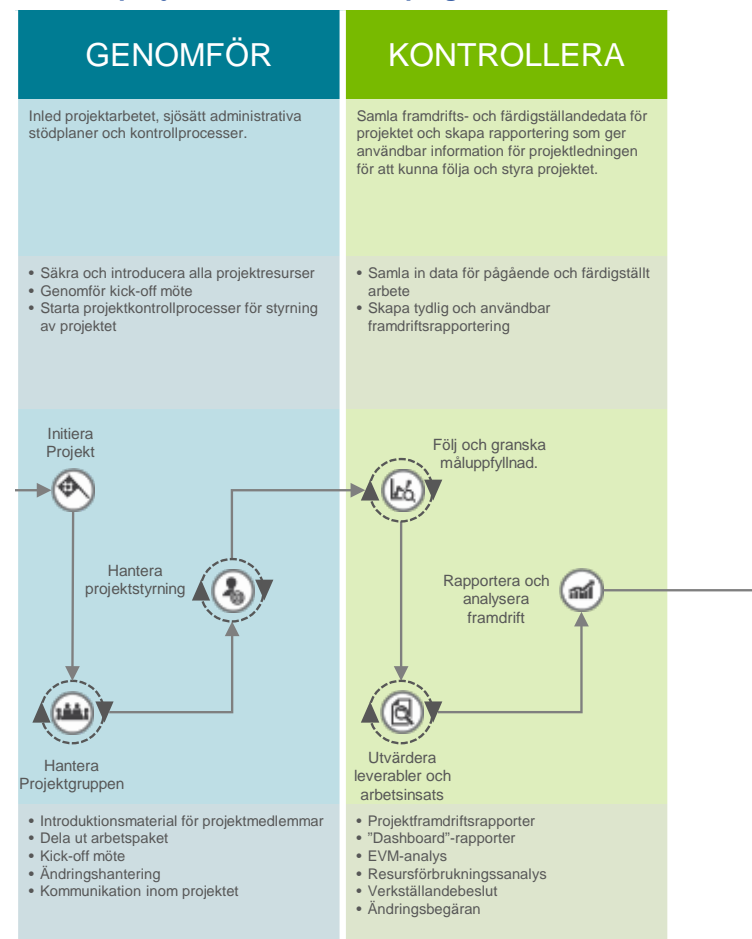 GENOMFÖR
Inled projektarbetet, sjösätt administrativa
stödplaner och kontrollprocesser.
• Säkra och introducera alla projektresurser
• Genomför kick-off möte
• Starta projektkontrollprocesser för styrning
av projektet
Initiera
Projekt
Hantera
projektstyrning
Hantera
Projektgruppen
• Introduktionsmaterial för projektmedlemmar
• Dela ut arbetspaket
• Kick-off möte
• Ändringshantering
• Kommunikation inom projektet
KONTROLLERA
Samla framdrifts- och färdigställandedata för
projektet och skapa rapportering som ger
användbar information för projektledningen
för att kunna följa och styra projektet.
• Samla in data för pågående och färdigställt
arbete
• Skapa tydlig och användbar
framdriftsrapportering
Följ och granska
måluppfyllnad.
Rapportera och
analysera
framdrift
Utvärdera
leverabler och
arbetsinsats
• Projektframdriftsrapporter
• ”Dashboard”-rapporter
• EVM-analys
• Resursförbrukningssanalys
• Verkställandebeslut
• Ändringsbegäran